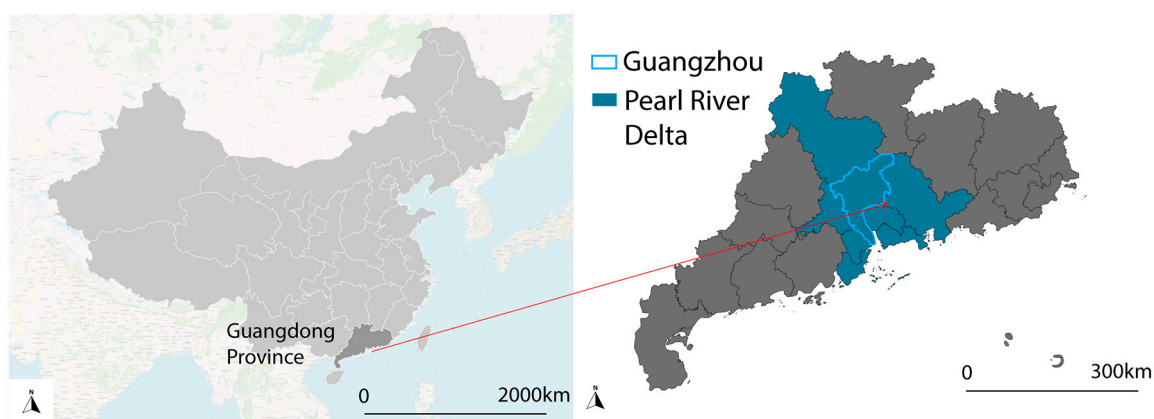 Guangdong
Province
N
0
2000km
Guangzhou
Pearl River
Delta
N
0
300km